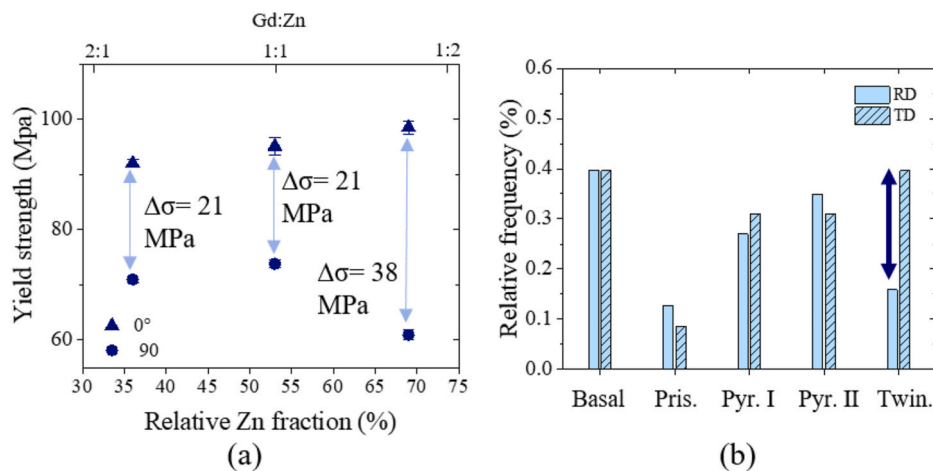 Gd:Zn
2:1 1:1 1:2
Yield strength (Mpa)
100
80
60
Δσ= 21
MPa
Δσ= 21
MPa
Δσ= 38
MPa
0°
90
30 35 40 45 50 55 60 65 70 75
Relative Zn fraction (%)
(a)
Relative frequency (%)
0.6
0.5
0.4
0.3
0.2
0.1
0.0
RD
TD
Basal Pris. Pyr. I Pyr. II Twin.
(b)